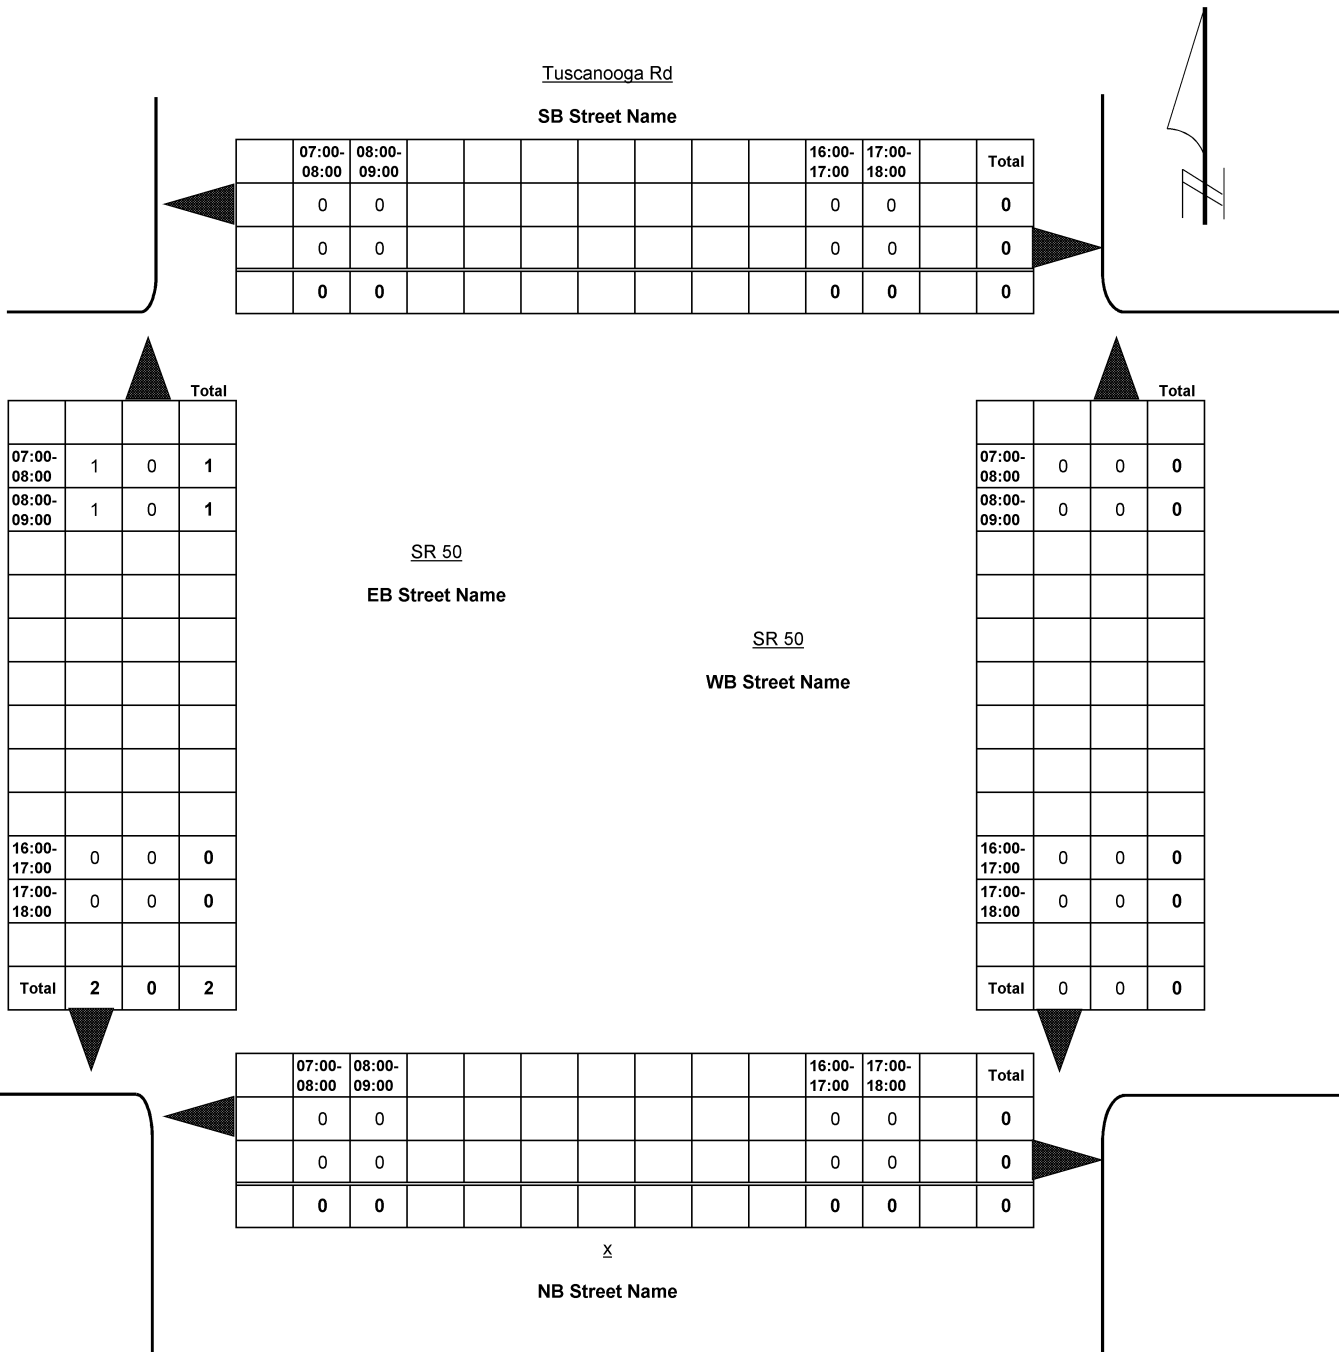 Tuscanooga Rd
SB Street Name
07:00-08:00 08:00-09:00 16:00-17:00 17:00-18:00 Total
0 0 0 0 0
0 0 0 0 0
0 0 0 0 0
Total
07:00-08:00 1 0 1
08:00-09:00 1 0 1
16:00-17:00 0 0 0
17:00-18:00 0 0 0
Total 2 0 2
SR 50
EB Street Name
SR 50
WB Street Name
Total
07:00-08:00 0 0 0
08:00-09:00 0 0 0
16:00-17:00 0 0 0
17:00-18:00 0 0 0
Total 0 0 0
07:00-08:00 08:00-09:00 16:00-17:00 17:00-18:00 Total
0 0 0 0 0
0 0 0 0 0
0 0 0 0 0
x
NB Street Name
N